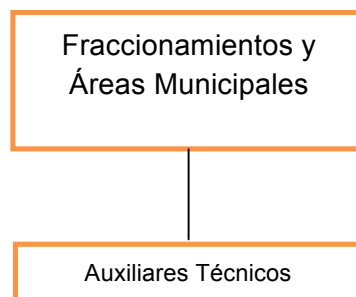 Fraccionamientos y
Áreas Municipales
Auxiliares Técnicos